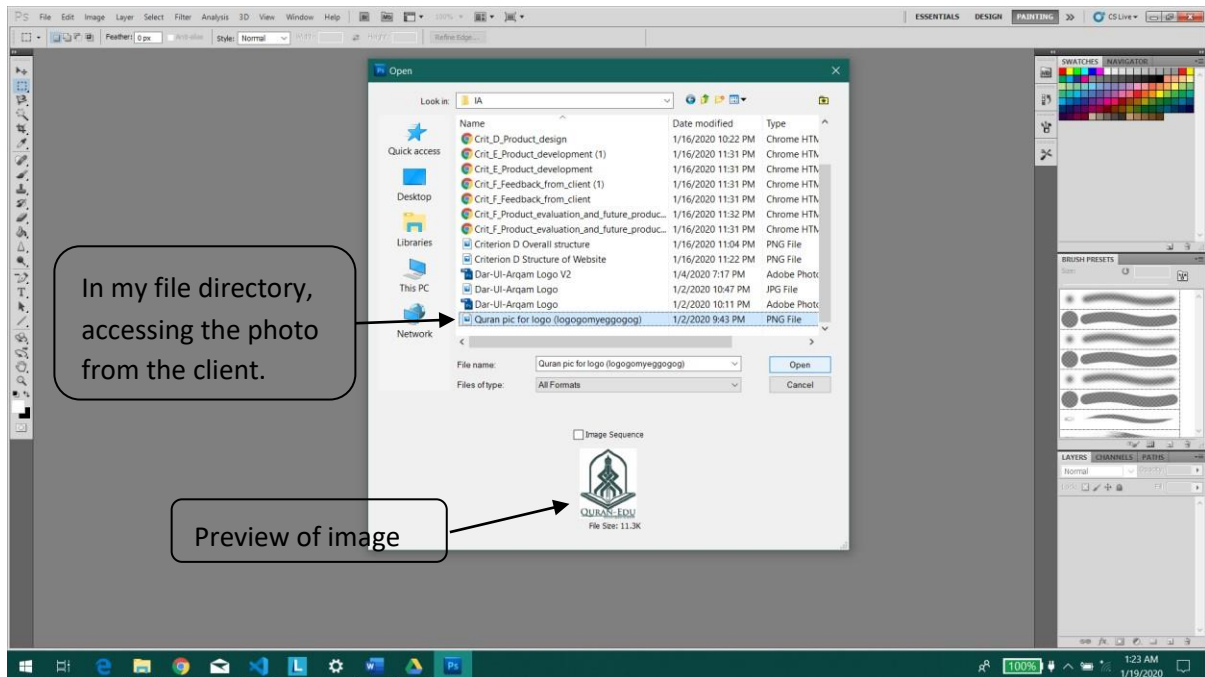 PS File Edit Image Layer Select Filter Analysis 3D View Window Help 100% ESSENTIALS DESIGN PAINTING CS Live
Feather: 0 px Anti-alias Style: Normal Width: Height: Refine Edge...
Open
Look in: IA
Name Date modified Type
Crit_D_Product_design 1/16/2020 10:22 PM Chrome HTM
Crit_E_Product_development (1) 1/16/2020 11:31 PM Chrome HTM
Crit_E_Product_development 1/16/2020 11:31 PM Chrome HTM
Crit_F_Feedback_from_client (1) 1/16/2020 11:31 PM Chrome HTM
Crit_F_Feedback_from_client 1/16/2020 11:31 PM Chrome HTM
Crit_F_Product_evaluation_and_future_produc... 1/16/2020 11:32 PM Chrome HTM
Crit_F_Product_evaluation_and_future_produc... 1/16/2020 11:31 PM Chrome HTM
Criterion D Overall structure 1/16/2020 11:04 PM PNG File
Criterion D Structure of Website 1/16/2020 11:22 PM PNG File
Dar-Ul-Arqam Logo V2 1/4/2020 7:17 PM Adobe Photo
Dar-Ul-Arqam Logo 1/2/2020 10:47 PM JPG File
Dar-Ul-Arqam Logo 1/2/2020 10:11 PM Adobe Photo
Quran pic for logo (logogomyeggogog) 1/2/2020 9:43 PM PNG File
Quick access
Desktop
Libraries
This PC
Network
File name: Quran pic for logo (logogomyeggogog) Open
Files of type: All Formats Cancel
Image Sequence
QURAN-EDU
File Size: 11.3K
In my file directory,
accessing the photo
from the client.
Preview of image
SWATCHES NAVIGATOR
BRUSH PRESETS
Size:
LAYERS CHANNELS PATHS
Normal Opacity:
Lock: Fill:
100% 1:23 AM
1/19/2020